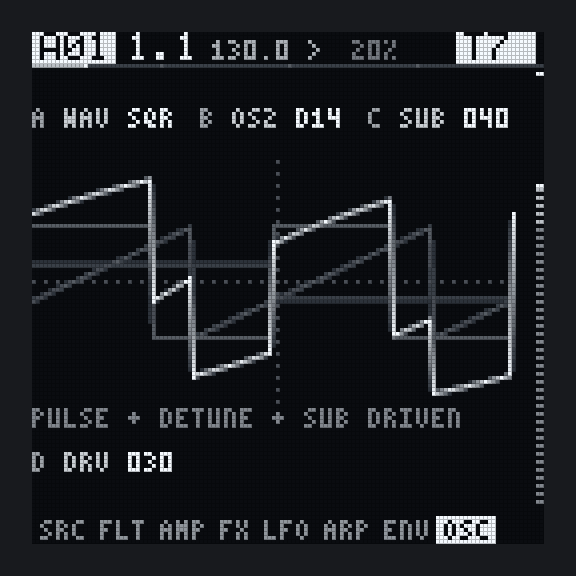 A01 1.1 130.0 > 20% T7
A WAV SQR B OS2 D14 C SUB 040
PULSE + DETUNE + SUB DRIVEN
D DRV 030
SRC FLT AMP FX LFO ARP ENV OSC